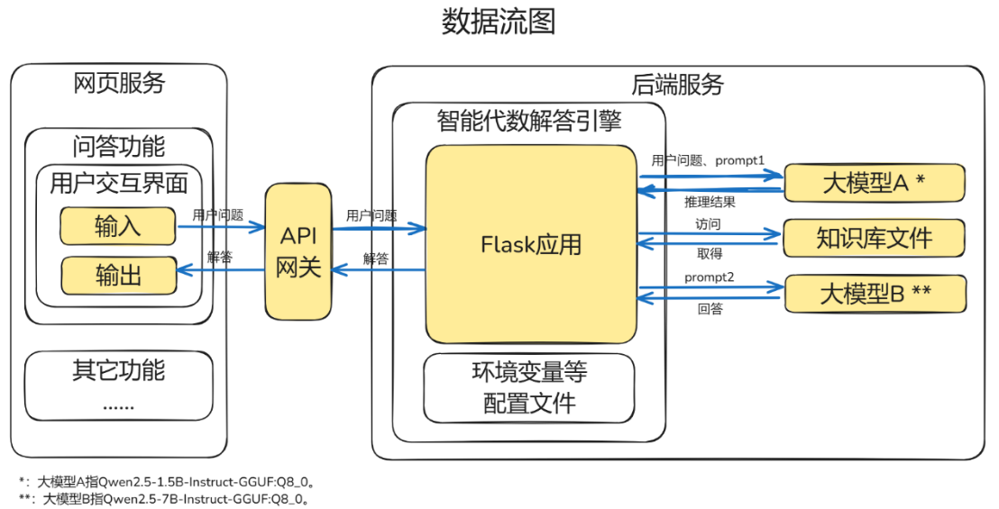 数据流图
网页服务
问答功能
用户交互界面
输入
输出
其它功能
......
用户问题
解答
API
网关
用户问题
解答
后端服务
智能代数解答引擎
Flask应用
环境变量等
配置文件
用户问题、prompt1
推理结果
访问
取得
prompt2
回答
大模型A *
知识库文件
大模型B **
*：大模型A指Qwen2.5-1.5B-Instruct-GGUF:Q8_0。
**：大模型B指Qwen2.5-7B-Instruct-GGUF:Q8_0。